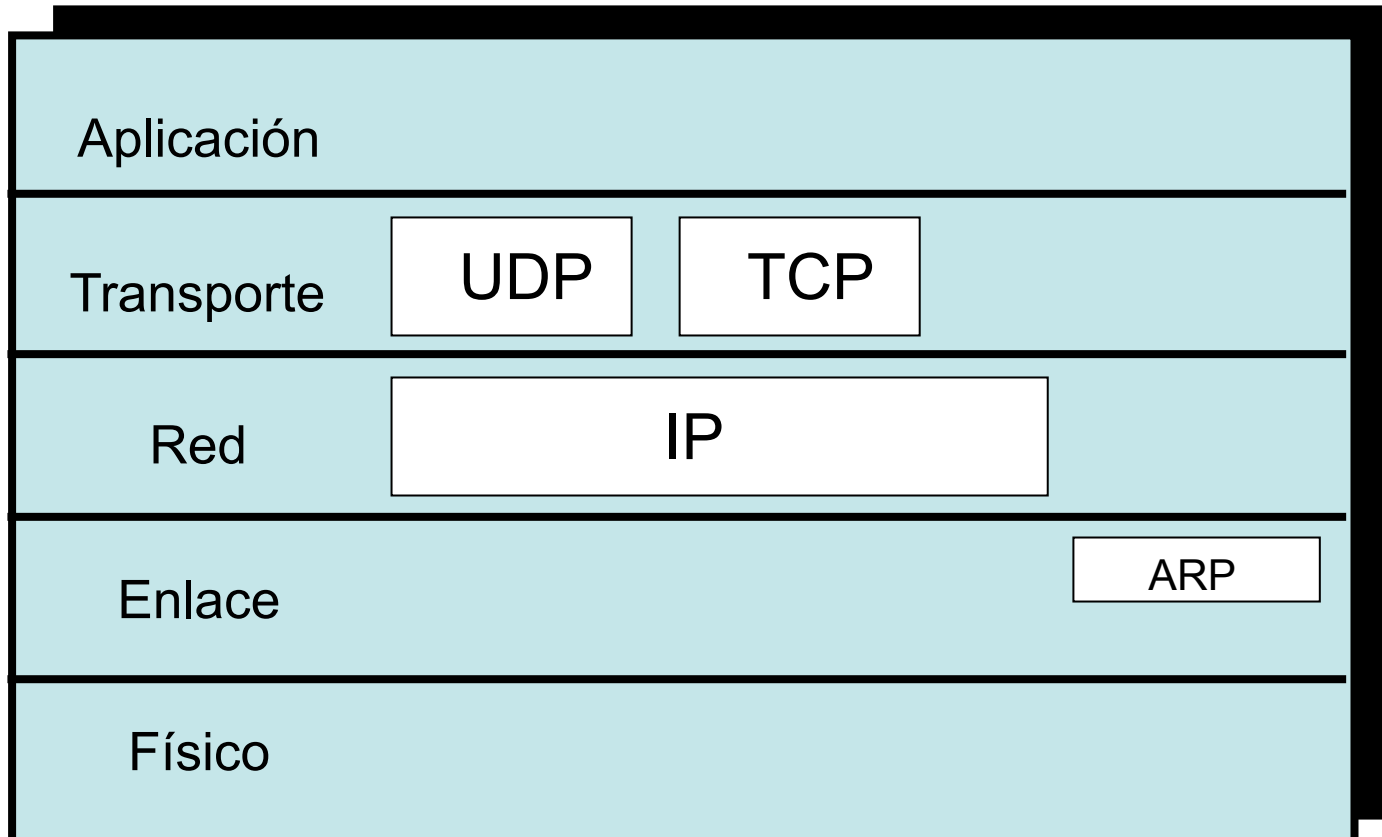 Aplicación
Transporte
UDP
TCP
Red
IP
Enlace
ARP
Físico